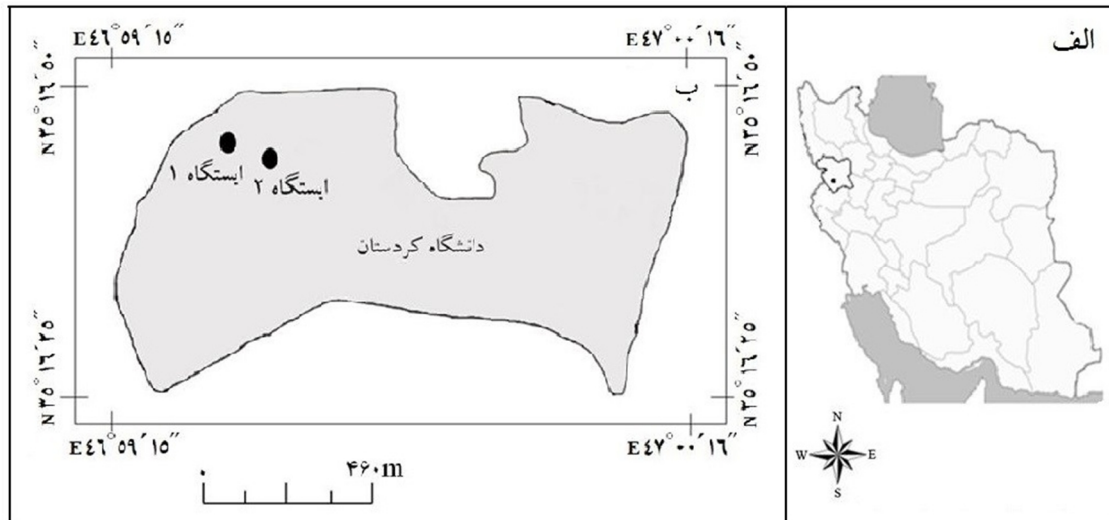 الف
N
W E
S
E۴۶° ۵۹′ ۱۵″ E۴۷° ۰۰′ ۱۶″
ب
N۳۵° ۱۶′ ۵۰″
N۳۵° ۱۶′ ۵۰″
ایستگاه ۱
ایستگاه ۲
دانشگاه کردستان
N۳۵° ۱۶′ ۲۵″
N۳۵° ۱۶′ ۲۵″
E۴۶° ۵۹′ ۱۵″ E۴۷° ۰۰′ ۱۶″
۰ ۴۶۰m